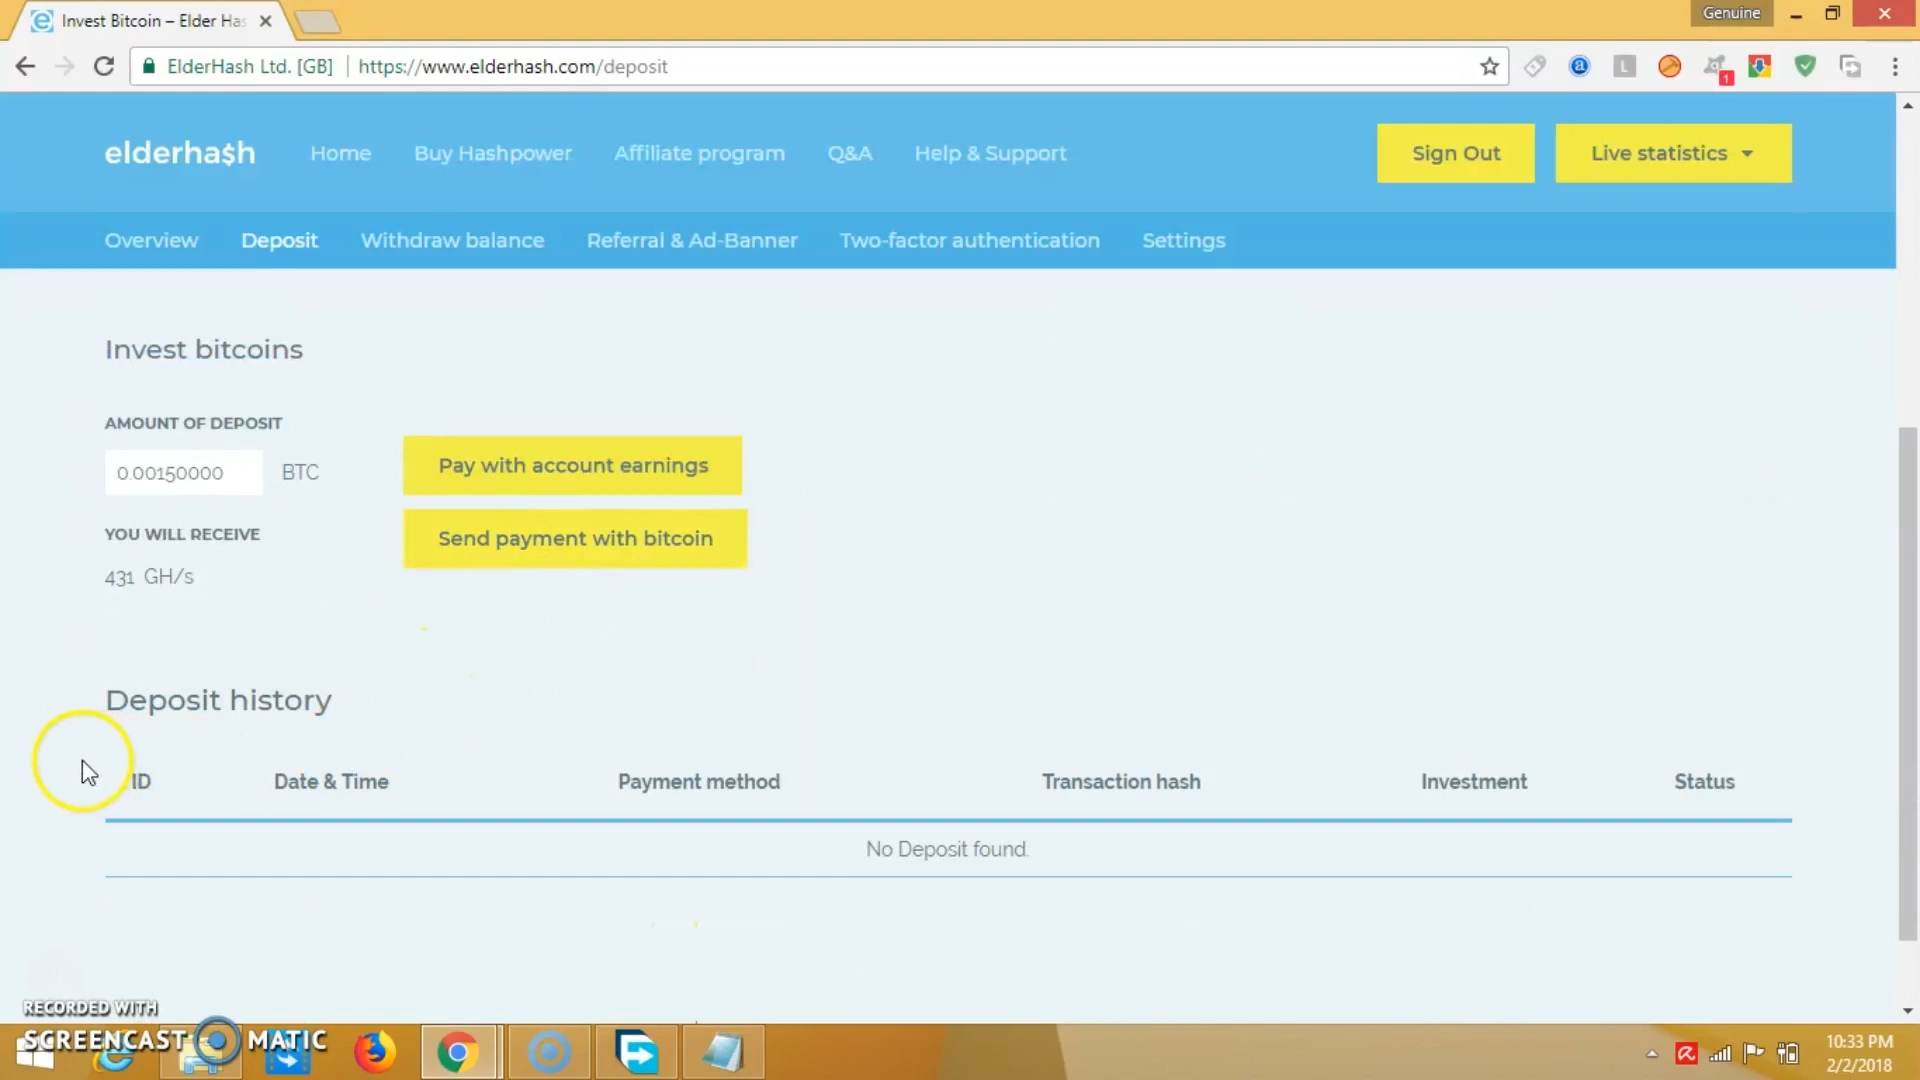 Invest Bitcoin – Elder Has
Genuine
ElderHash Ltd. [GB]
https://www.elderhash.com/deposit
1
elderha$h
Home
Buy Hashpower
Affiliate program
Q&A
Help & Support
Sign Out
Live statistics
Overview
Deposit
Withdraw balance
Referral & Ad-Banner
Two-factor authentication
Settings
Invest bitcoins
AMOUNT OF DEPOSIT
0.00150000 BTC
Pay with account earnings
YOU WILL RECEIVE
Send payment with bitcoin
431 GH/s
Deposit history
ID
Date & Time
Payment method
Transaction hash
Investment
Status
No Deposit found.
RECORDED WITH
SCREENCAST MATIC
10:33 PM
2/2/2018